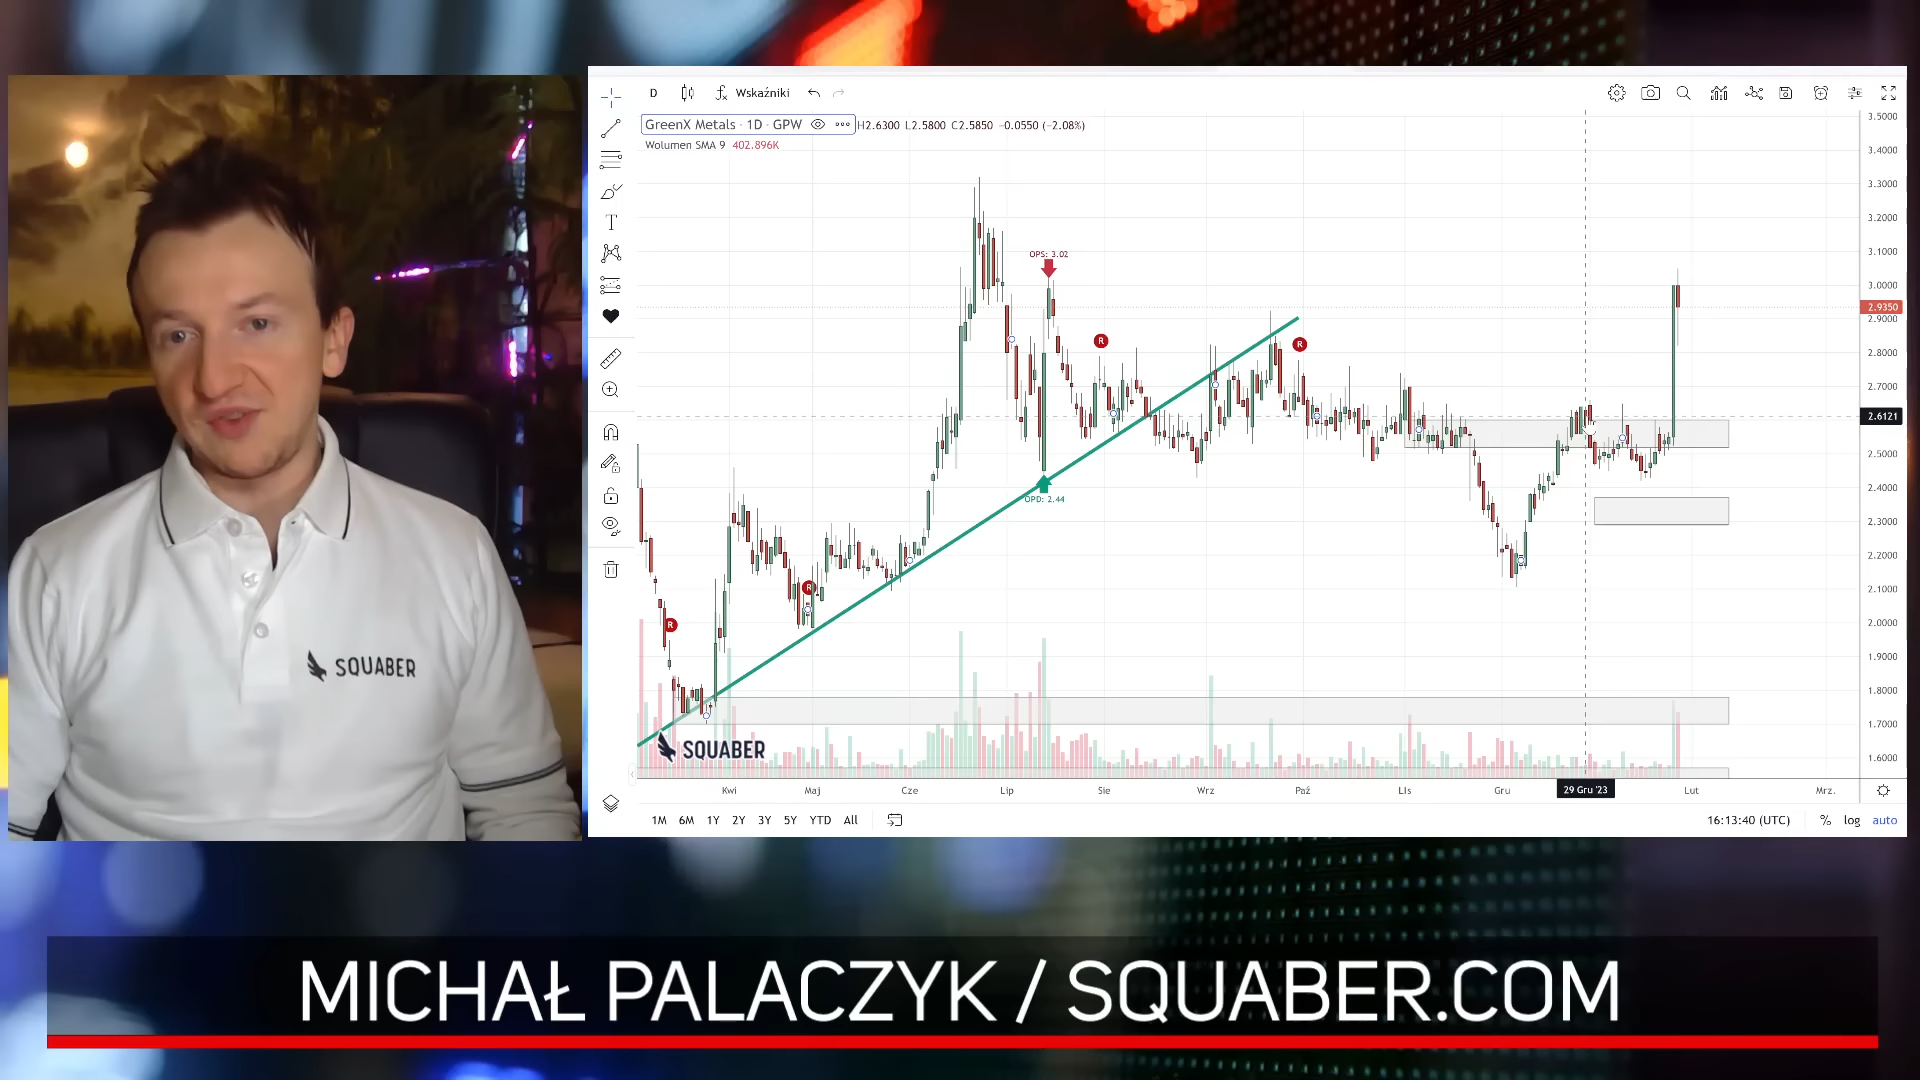 D Wskaźniki
GreenX Metals · 1D · GPW H2.6300 L2.5800 C2.5850 −0.0550 (−2.08%)
Wolumen SMA 9 402.896K
3.5000
3.4000
3.3000
3.2000
3.1000
3.0000
2.9350
2.9000
2.8000
2.7000
2.6121
2.5000
2.4000
2.3000
2.2000
2.1000
2.0000
1.9000
1.8000
1.7000
1.6000
OPS: 3.02
R
R
OPD: 2.44
R
R
SQUABER
SQUABER
Kwi Maj Cze Lip Sie Wrz Paź Lis Gru 29 Gru '23 Lut Mrz.
1M 6M 1Y 2Y 3Y 5Y YTD All 16:13:40 (UTC) % log auto
MICHAŁ PALACZYK / SQUABER.COM